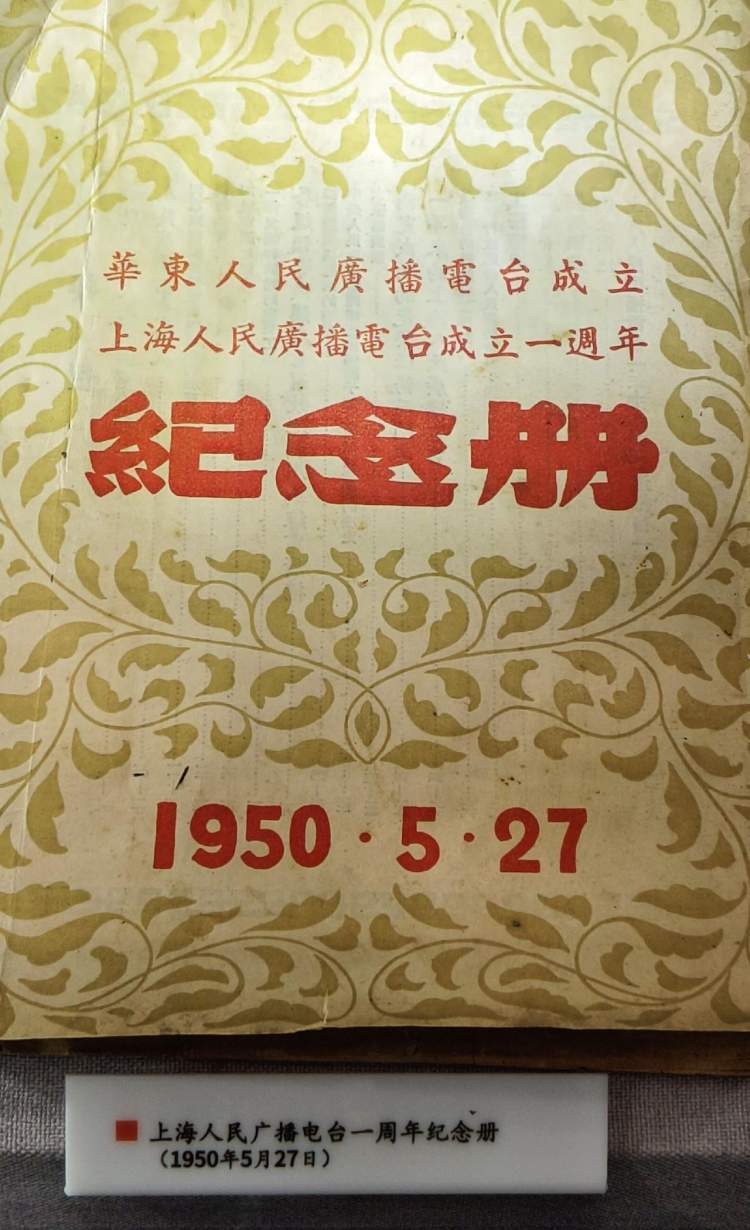 華東人民廣播電台成立
上海人民廣播電台成立一週年
紀念册
1950·5·27
上海人民广播电台一周年纪念册
（1950年5月27日）